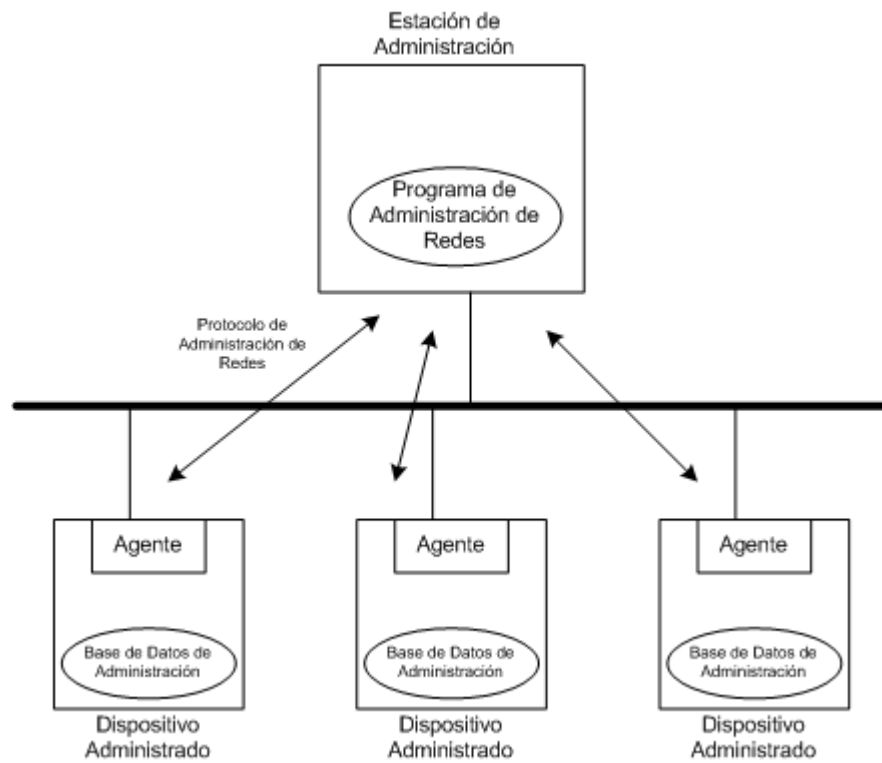 Estación de
Administración
Programa de
Administración de
Redes
Protocolo de
Administración de
Redes
Agente
Agente
Agente
Base de Datos de
Administración
Base de Datos de
Administración
Base de Datos de
Administración
Dispositivo
Administrado
Dispositivo
Administrado
Dispositivo
Administrado